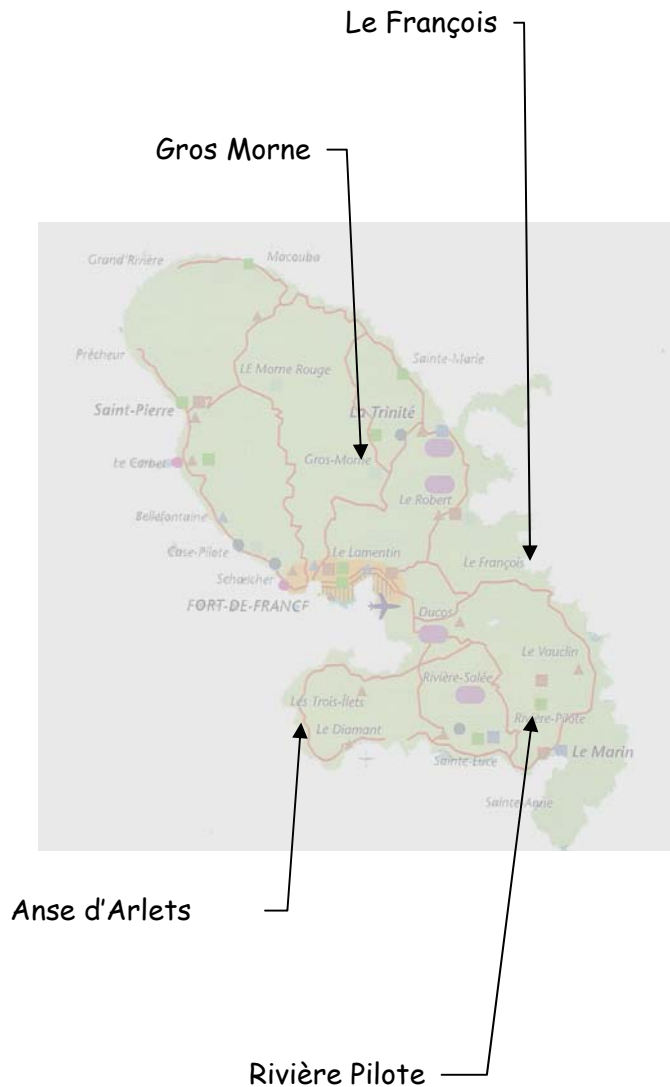 Le François
Gros Morne
Grand'Rivière
Macouba
Prêcheur
LE Morne Rouge
Sainte-Marie
Saint-Pierre
La Trinité
Le Carbet
Gros-Morne
Le Robert
Bellefontaine
Case-Pilote
Le Lamentin
Le François
Schœlcher
FORT-DE-FRANCE
Ducos
Le Vauclin
Rivière-Salée
Les Trois-Îlets
Le Diamant
Rivière-Pilote
Sainte-Luce
Le Marin
Sainte-Anne
Anse d'Arlets
Rivière Pilote